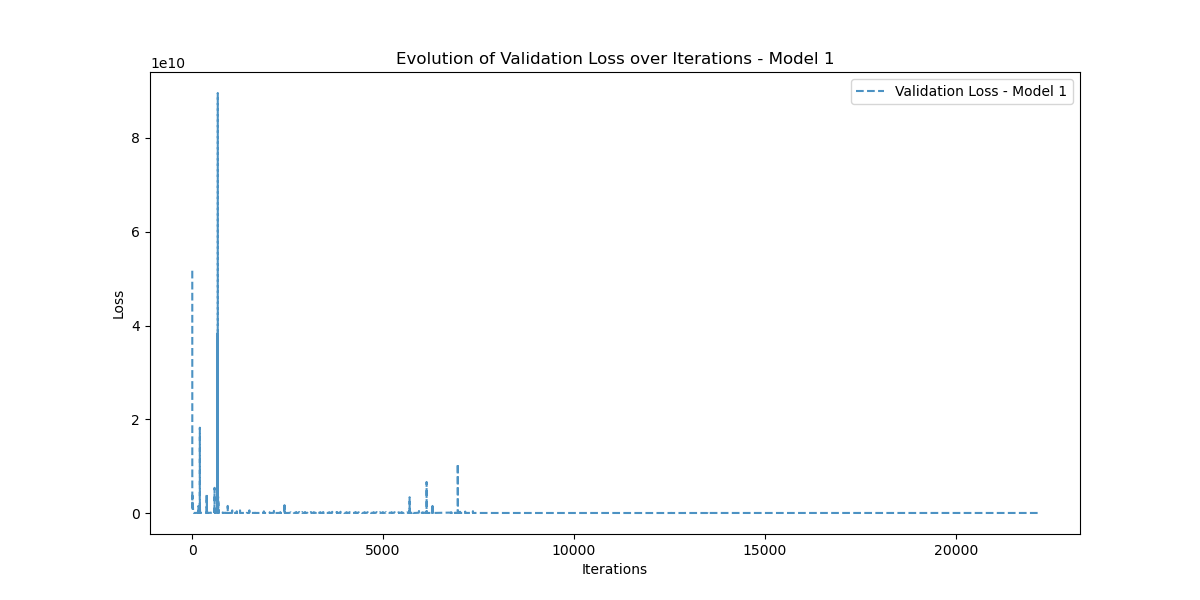 Evolution of Validation Loss over Iterations - Model 1
1e10
Validation Loss - Model 1
8
6
4
2
0
Loss
0 5000 10000 15000 20000
Iterations